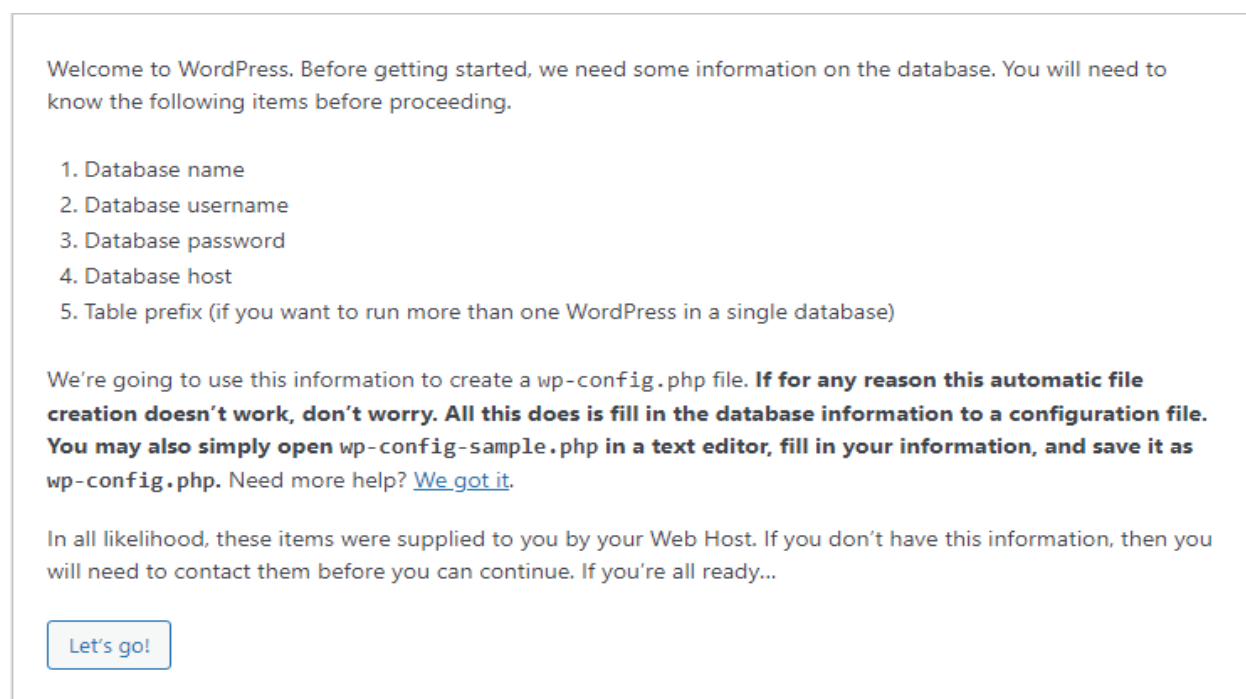 Welcome to WordPress. Before getting started, we need some information on the database. You will need to
know the following items before proceeding.
1. Database name
2. Database username
3. Database password
4. Database host
5. Table prefix (if you want to run more than one WordPress in a single database)
We’re going to use this information to create a wp-config.php file. If for any reason this automatic file
creation doesn’t work, don’t worry. All this does is fill in the database information to a configuration file.
You may also simply open wp-config-sample.php in a text editor, fill in your information, and save it as
wp-config.php. Need more help? We got it.
In all likelihood, these items were supplied to you by your Web Host. If you don’t have this information, then you
will need to contact them before you can continue. If you’re all ready…
Let’s go!